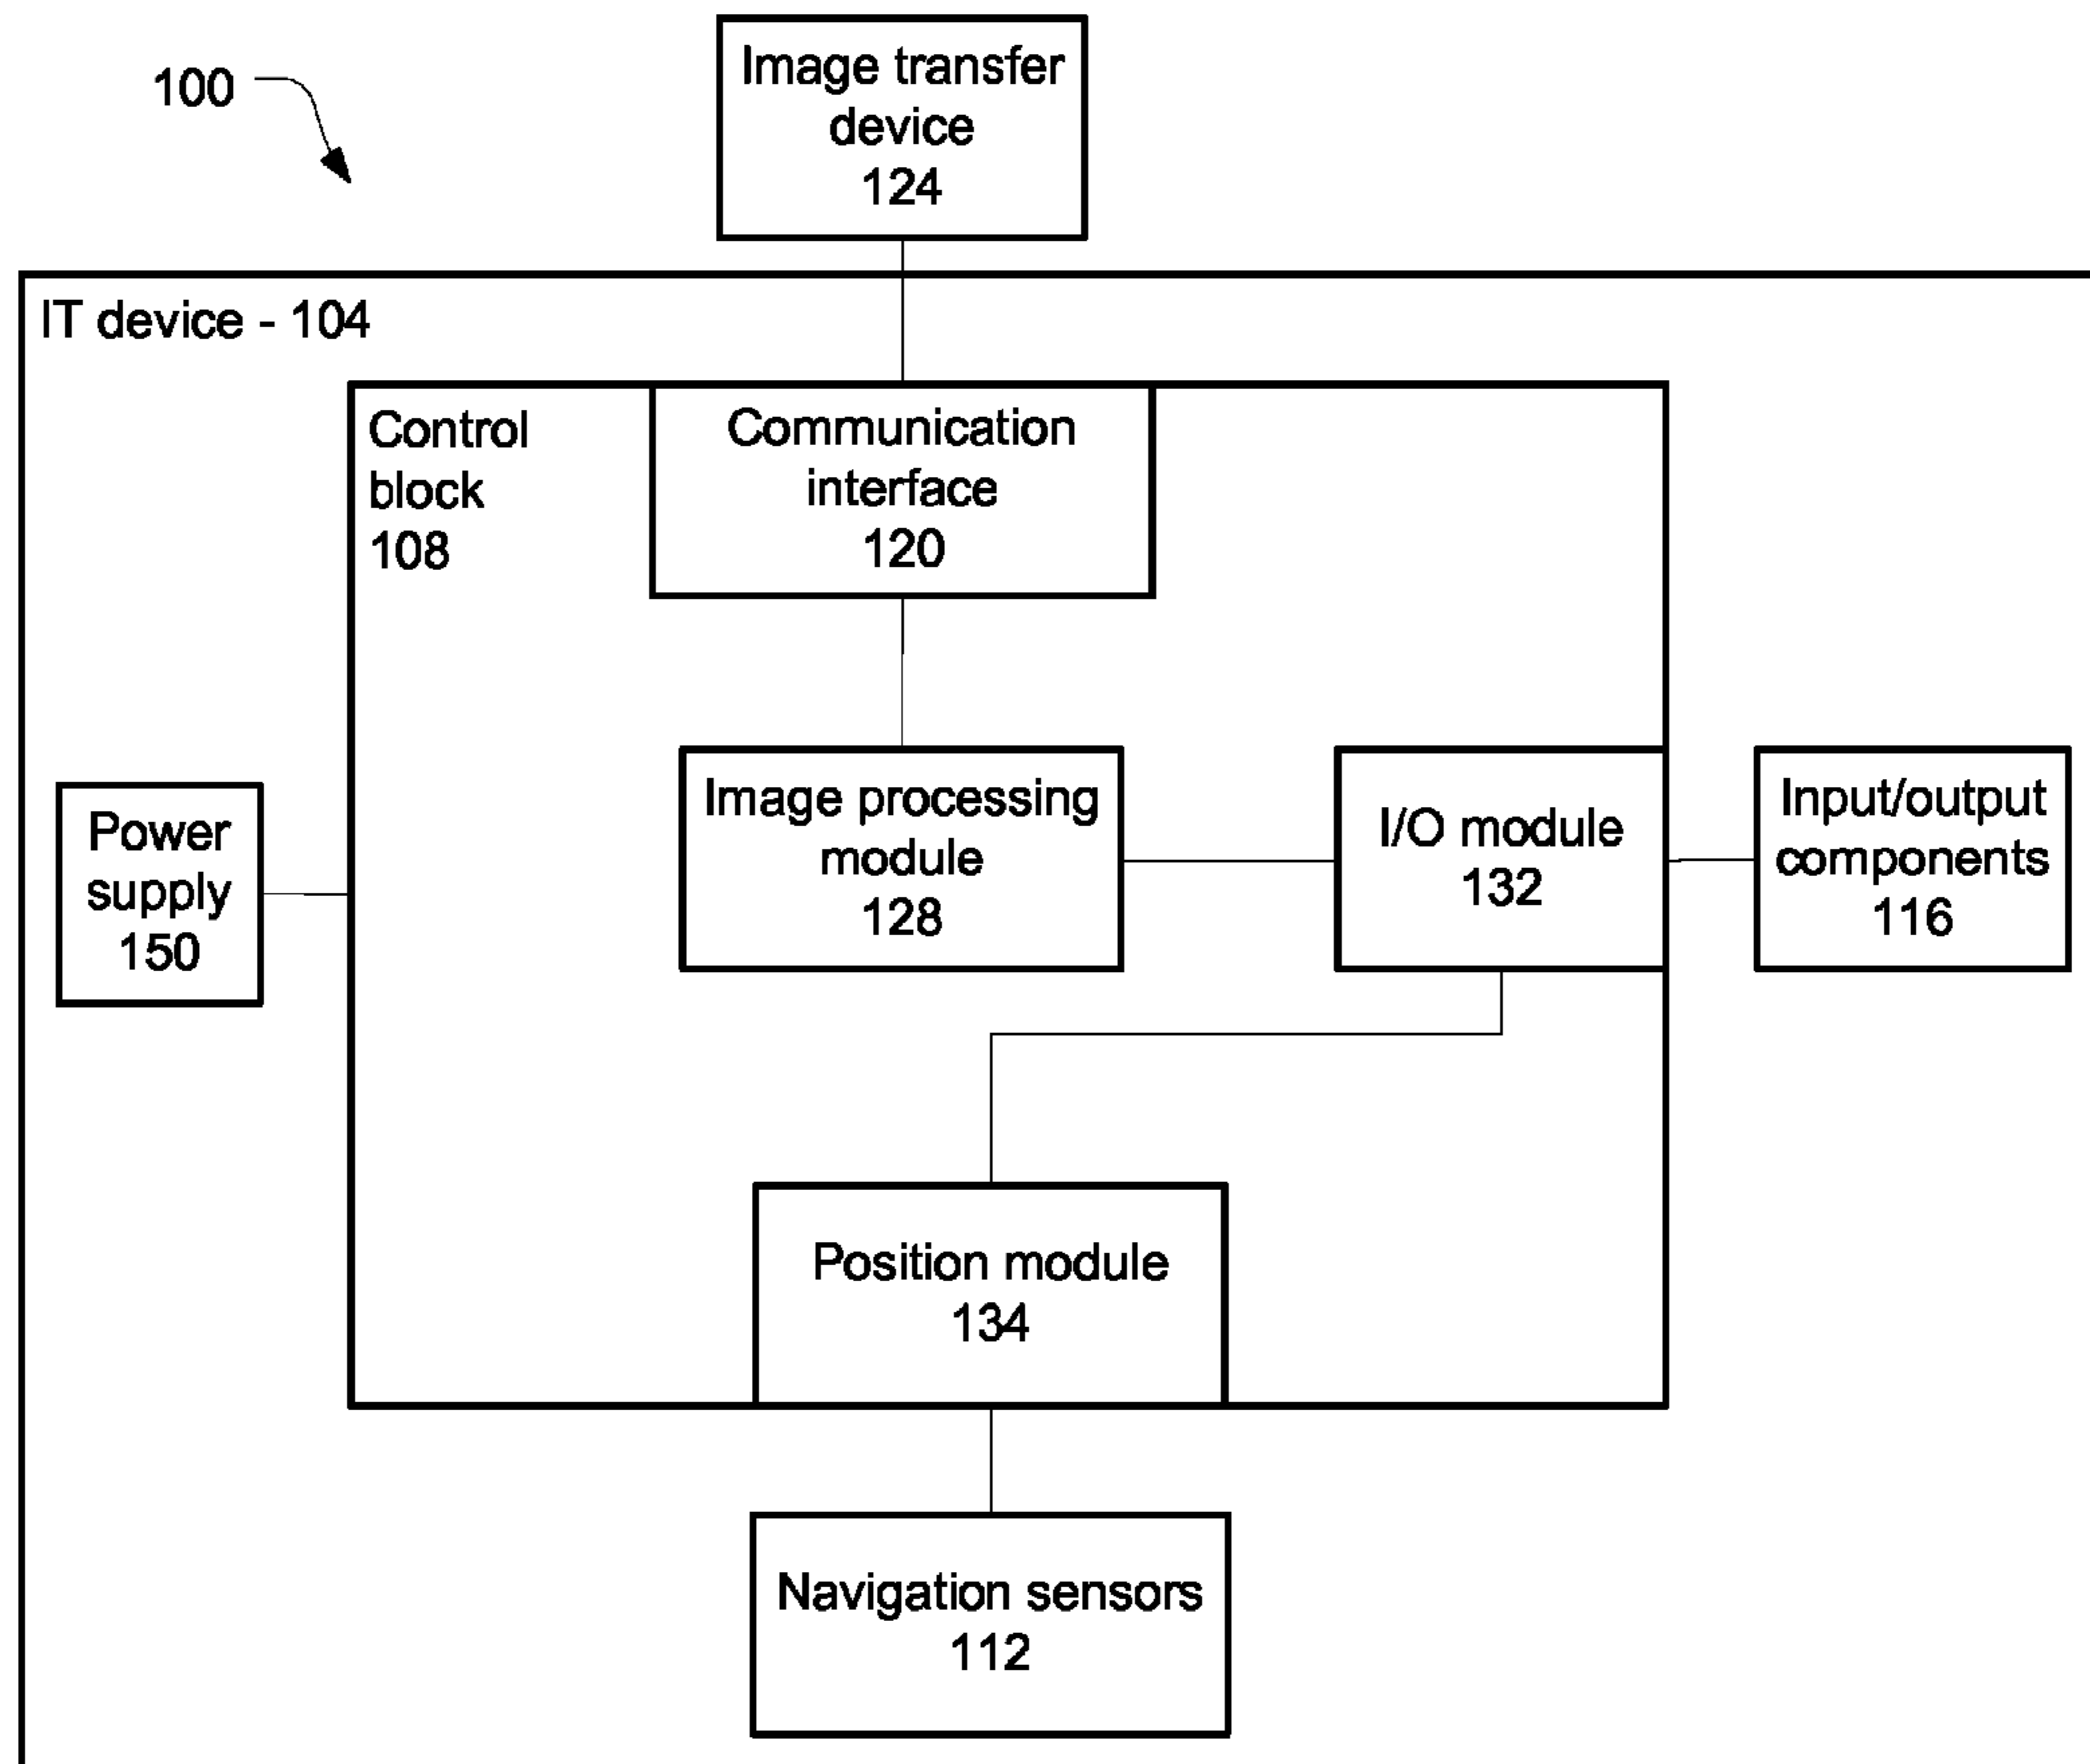 100
Image transfer
device
124
IT device - 104
Control
block
108
Communication
interface
120
Image processing
module
128
I/O module
132
Input/output
components
116
Power
supply
150
Position module
134
Navigation sensors
112